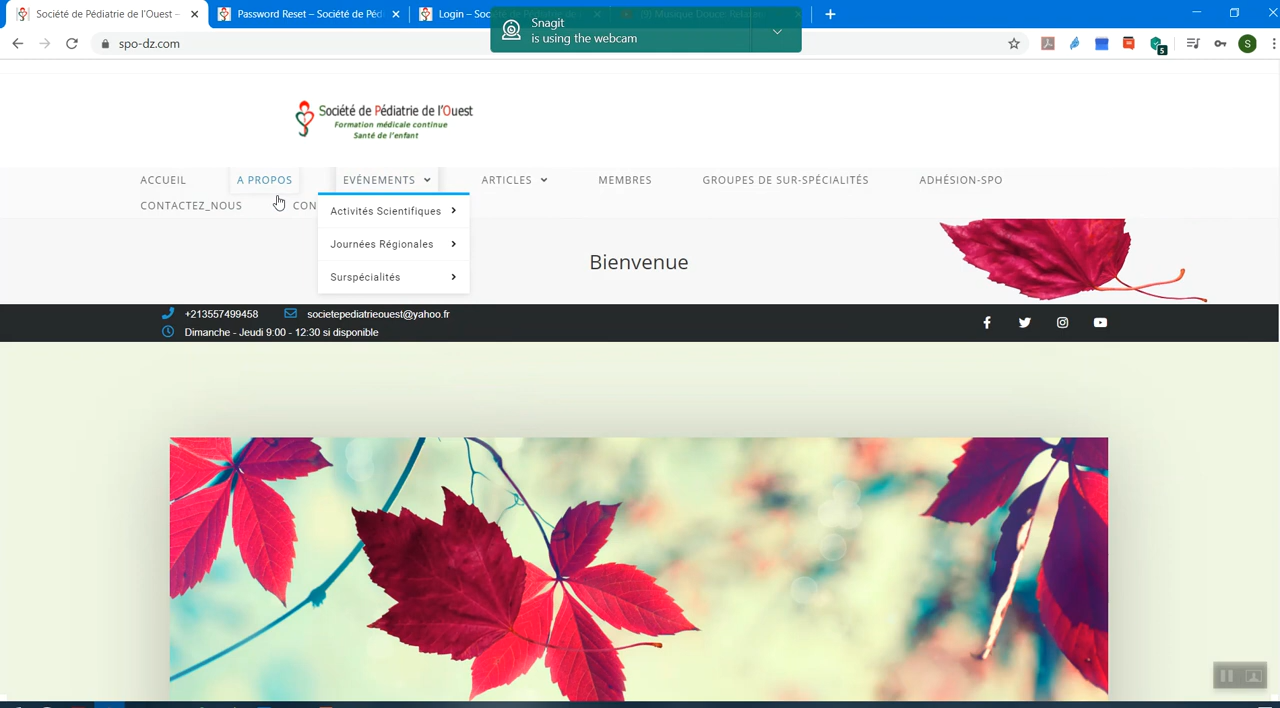 Société de Pédiatrie de l'Ouest –
Password Reset – Société de Péd
Login – Soc
Musique Douce
Snagit
is using the webcam
spo-dz.com
5
S
Société de Pédiatrie de l'Ouest
Formation médicale continue
Santé de l'enfant
ACCUEIL
A PROPOS
EVÉNEMENTS
ARTICLES
MEMBRES
GROUPES DE SUR-SPÉCIALITÉS
ADHÉSION-SPO
CONTACTEZ_NOUS
CON
Activités Scientifiques
Journées Régionales
Surspécialités
Bienvenue
+213557499458
societepediatrieouest@yahoo.fr
Dimanche - Jeudi 9:00 - 12:30 si disponible